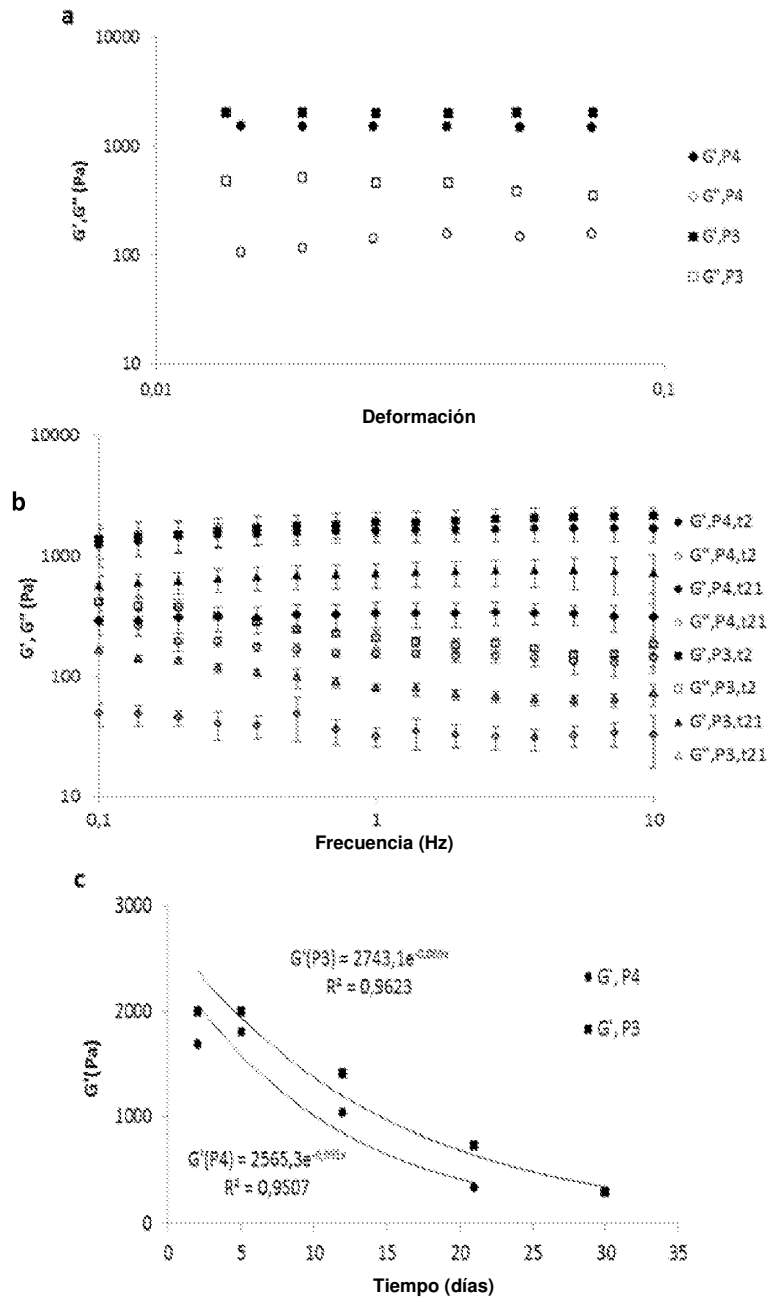 a
10000
1000
100
10
G',G'' (Pa)
0,01
0,1
Deformación
G',P4
G'',P4
G',P3
G'',P3
b
10000
1000
100
10
G',G'' (Pa)
0,1
1
10
Frecuencia (Hz)
G',P4,t2
G'',P4,t2
G',P4,t21
G'',P4,t21
G',P3,t2
G'',P3,t2
G',P3,t21
G'',P3,t21
c
3000
2000
1000
0
G'(Pa)
G'(P3) = 2743,1e
R² = 0,9623
G'(P4) = 2565,3e
R² = 0,9507
G', P4
G', P3
0
5
10
15
20
25
30
35
Tiempo (días)